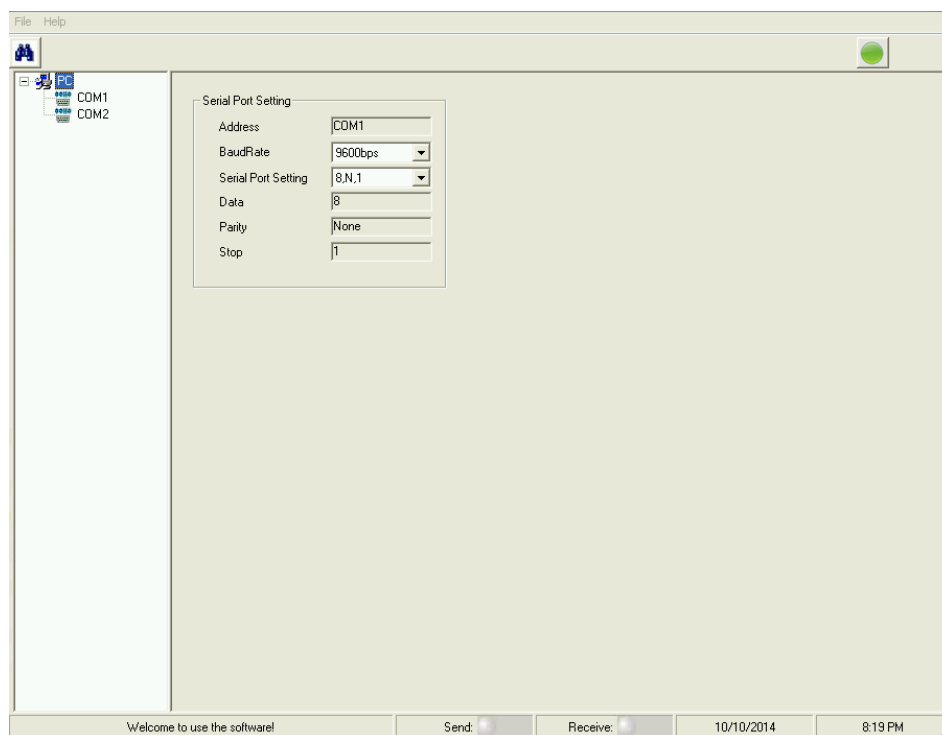 File Help
PC
COM1
COM2
Serial Port Setting
Address COM1
BaudRate 9600bps
Serial Port Setting 8,N,1
Data 8
Parity None
Stop 1
Welcome to use the software! Send: Receive: 10/10/2014 8:19 PM